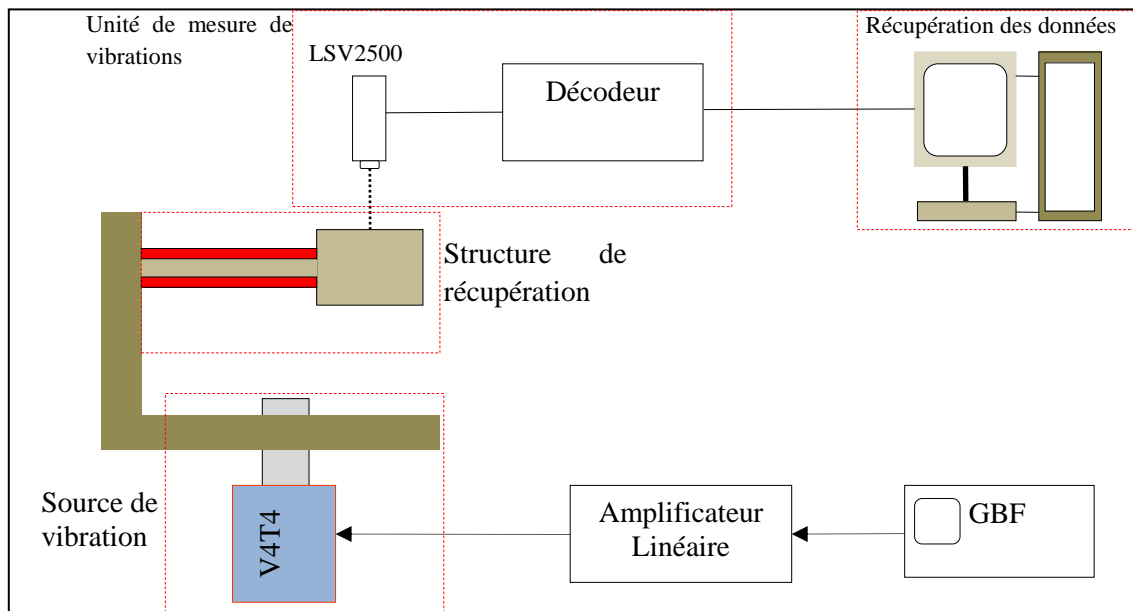 Unité de mesure de
vibrations
LSV2500
Décodeur
Récupération des données
Structure de
récupération
Source de
vibration
V4T4
Amplificateur
Linéaire
GBF